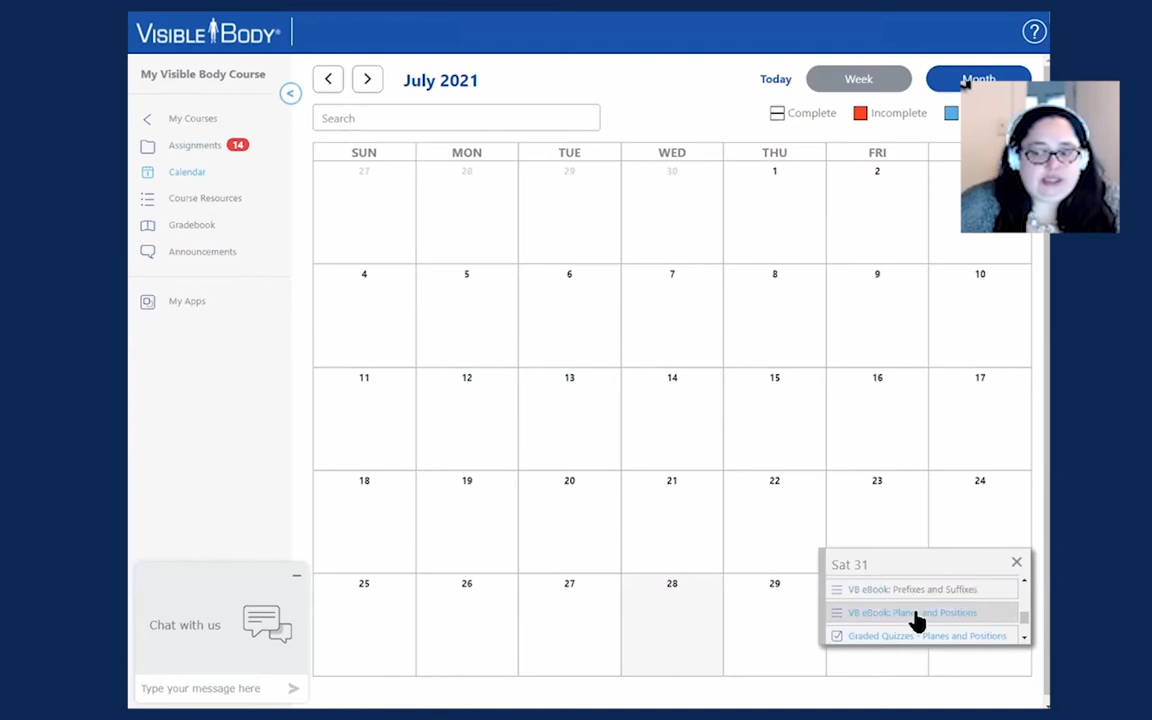 VISIBLE BODY®
?
My Visible Body Course
July 2021
Today
Week
Month
<
My Courses
Search
Complete
Incomplete
Assignments 14
Calendar
Course Resources
Gradebook
Announcements
My Apps
SUN MON TUE WED THU FRI
27 28 29 30 1 2
4 5 6 7 8 9 10
11 12 13 14 15 16 17
18 19 20 21 22 23 24
25 26 27 28 29
Sat 31
VB eBook: Prefixes and Suffixes
VB eBook: Planes and Positions
Graded Quizzes - Planes and Positions
Chat with us
Type your message here